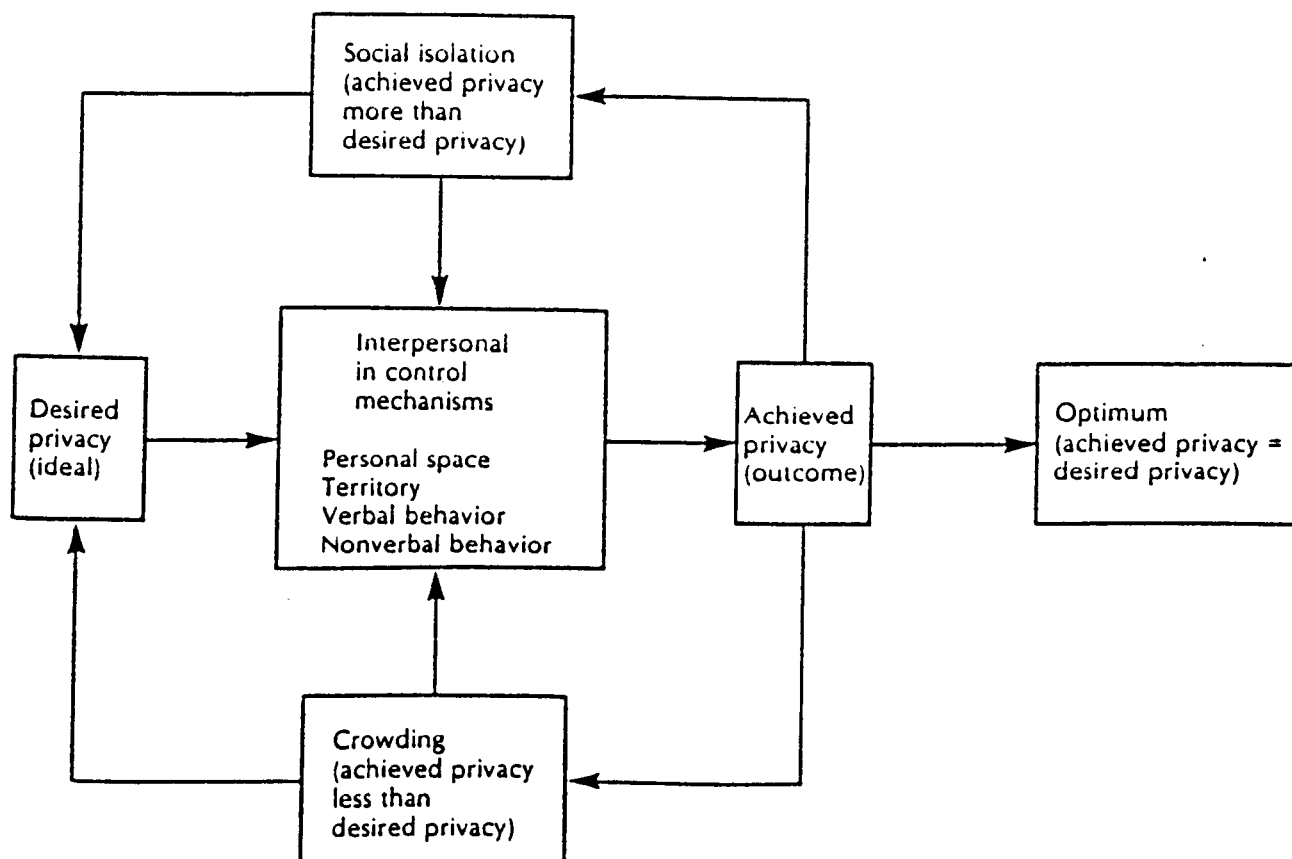 Social isolation
(achieved privacy
more than
desired privacy)
Interpersonal
in control
mechanisms
Personal space
Territory
Verbal behavior
Nonverbal behavior
Desired
privacy
(ideal)
Achieved
privacy
(outcome)
Optimum
(achieved privacy =
desired privacy)
Crowding
(achieved privacy
less than
desired privacy)